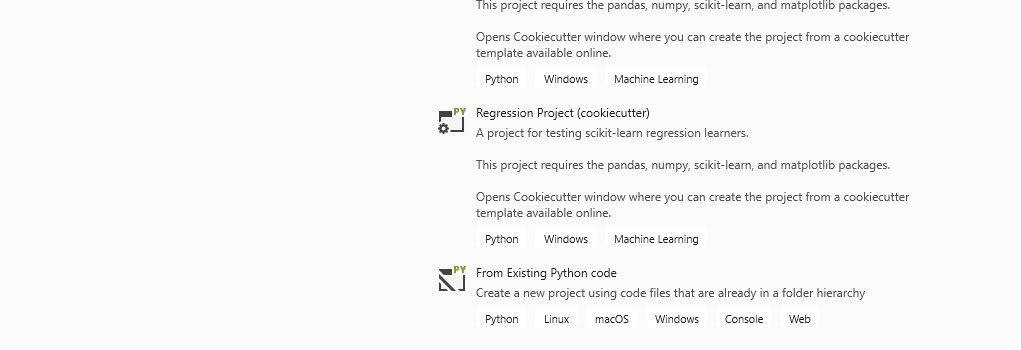 This project requires the pandas, numpy, scikit-learn, and matplotlib packages.
Opens Cookiecutter window where you can create the project from a cookiecutter
template available online.
Python Windows Machine Learning
PY
Regression Project (cookiecutter)
A project for testing scikit-learn regression learners.
This project requires the pandas, numpy, scikit-learn, and matplotlib packages.
Opens Cookiecutter window where you can create the project from a cookiecutter
template available online.
Python Windows Machine Learning
PY
From Existing Python code
Create a new project using code files that are already in a folder hierarchy
Python Linux macOS Windows Console Web